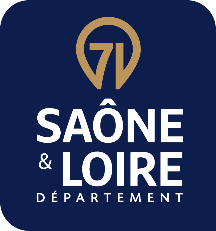 71
SAÔNE
& LOIRE
DÉPARTEMENT